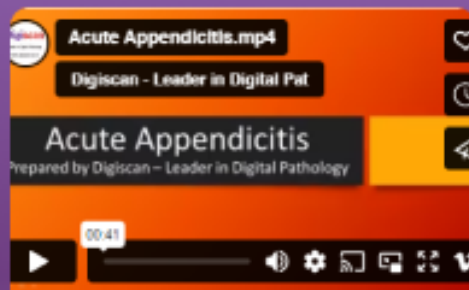 Acute Appendicitis.mp4
Digiscan - Leader in Digital Pat
Acute Appendicitis
Prepared by Digiscan – Leader in Digital Pathology
00:41